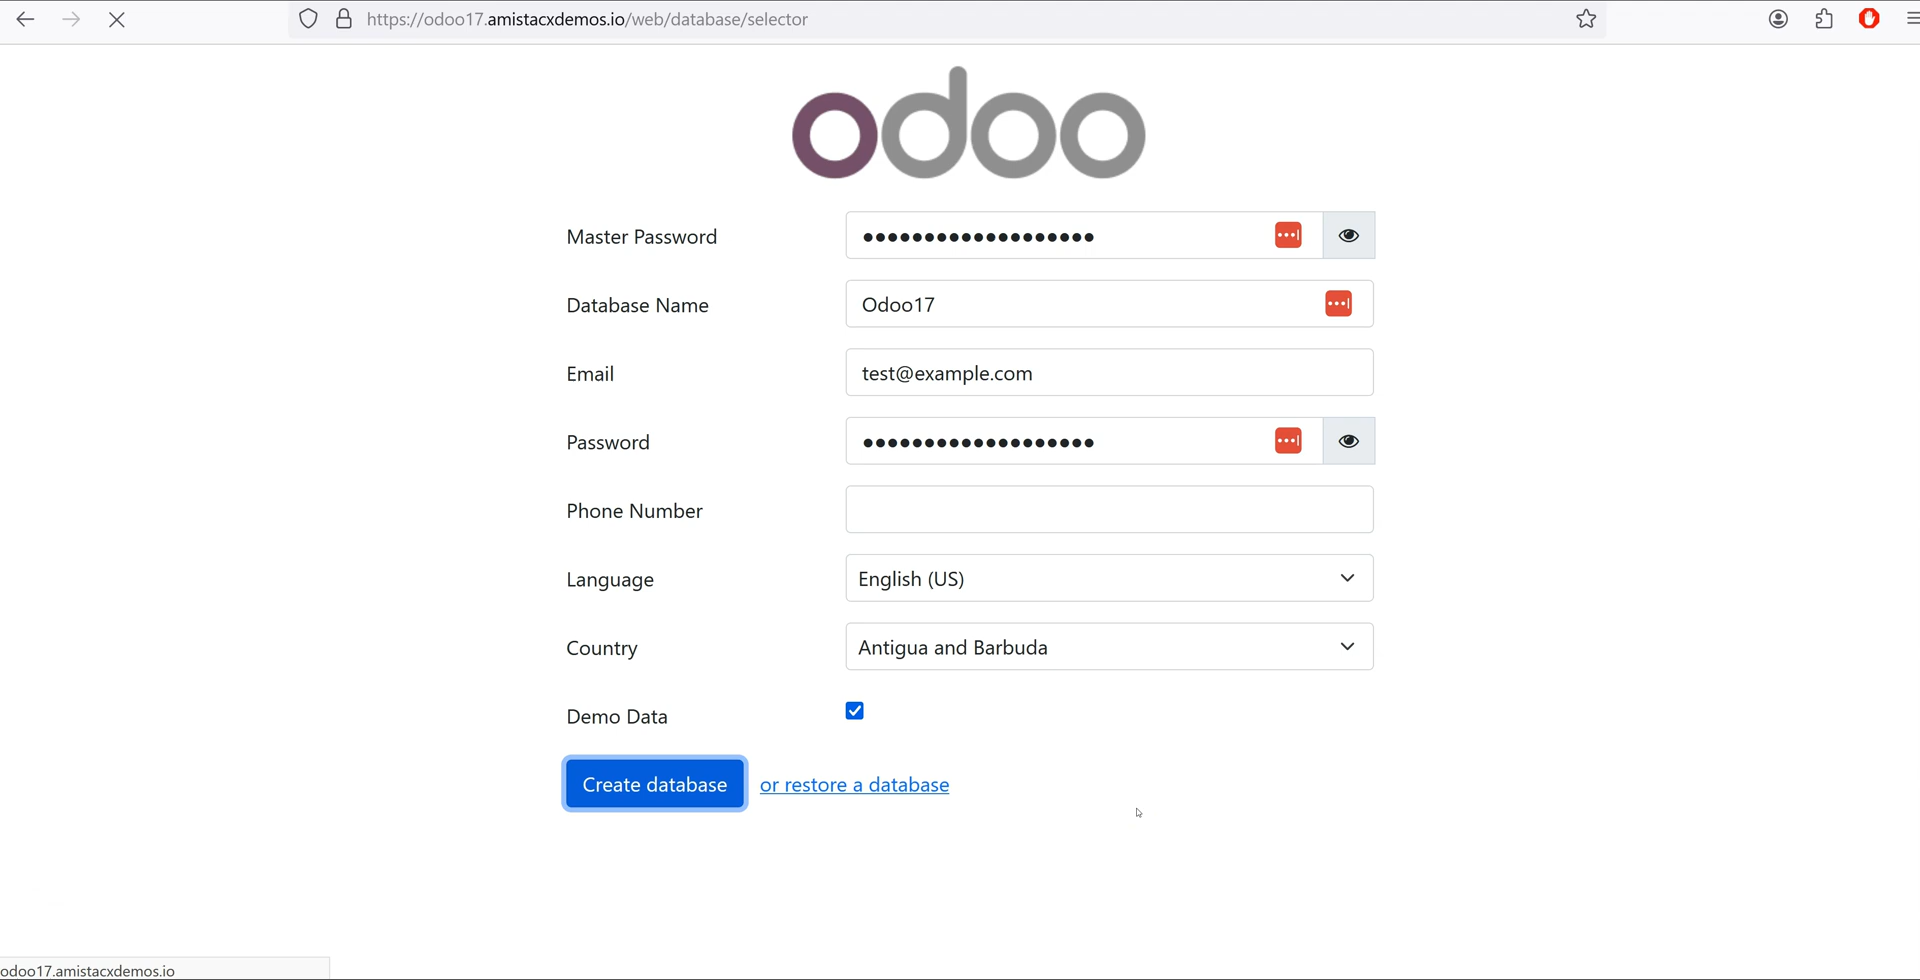 https://odoo17.amistacxdemos.io/web/database/selector
odoo
Master Password ●●●●●●●●●●●●●●●●●●●
Database Name Odoo17
Email test@example.com
Password ●●●●●●●●●●●●●●●●●●●
Phone Number
Language English (US)
Country Antigua and Barbuda
Demo Data
Create database or restore a database
odoo17.amistacxdemos.io